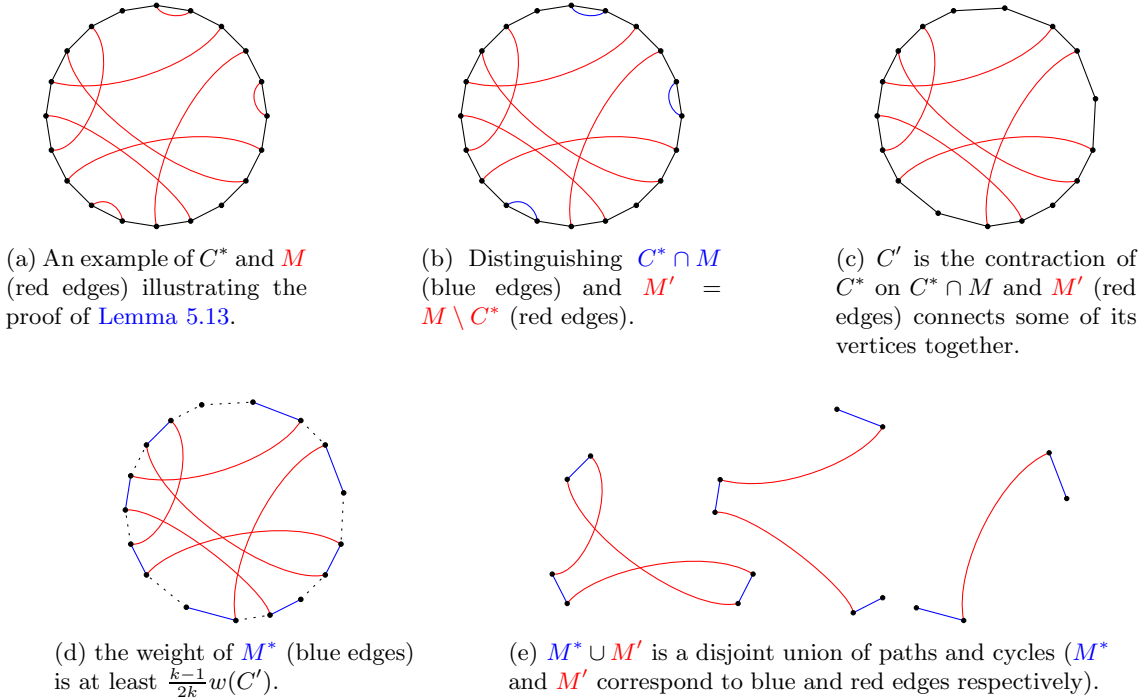 (a) An example of C* and M
(red edges) illustrating the
proof of Lemma 5.13.
(b) Distinguishing C* ∩ M
(blue edges) and M′ =
M \ C* (red edges).
(c) C′ is the contraction of
C* on C* ∩ M and M′ (red
edges) connects some of its
vertices together.
(d) the weight of M* (blue edges)
is at least \frac{k−1}{2k}w(C′).
(e) M* ∪ M′ is a disjoint union of paths and cycles (M*
and M′ correspond to blue and red edges respectively).